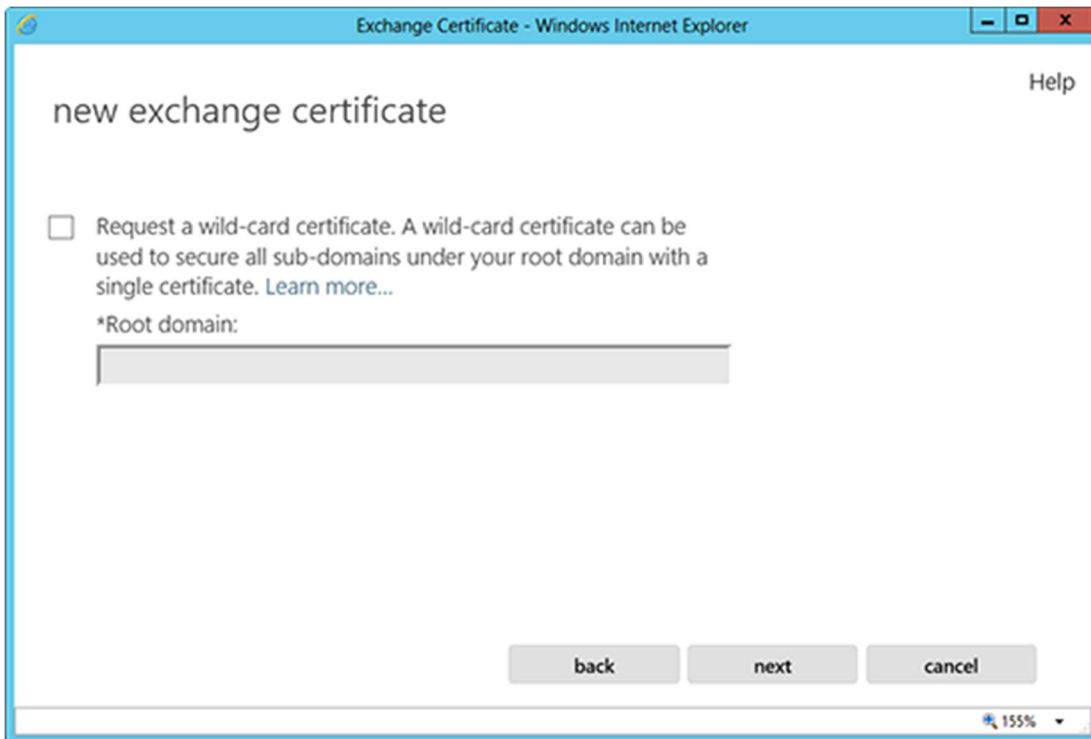 Exchange Certificate - Windows Internet Explorer
Help
new exchange certificate
Request a wild-card certificate. A wild-card certificate can be
used to secure all sub-domains under your root domain with a
single certificate. Learn more...
*Root domain:
back next cancel
155%